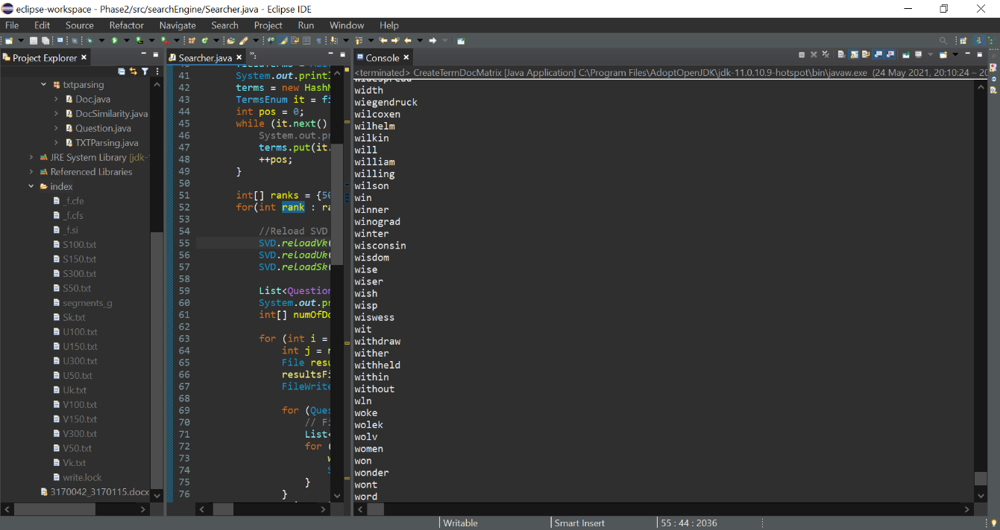 eclipse-workspace - Phase2/src/searchEngine/Searcher.java - Eclipse IDE
File Edit Source Refactor Navigate Search Project Run Window Help
Project Explorer
txtparsing
Doc.java
DocSimilarity.java
Question.java
TXTParsing.java
JRE System Library [jdk-
Referenced Libraries
index
_f.cfe
_f.cfs
_f.si
S100.txt
S150.txt
S300.txt
S50.txt
segments_g
Sk.txt
U100.txt
U150.txt
U300.txt
U50.txt
Uk.txt
V100.txt
V150.txt
V300.txt
V50.txt
Vk.txt
write.lock
3170042_3170115.docx
Searcher.java
41 System.out.print
42 terms = new Hash
43 TermsEnum it = fi
44 int pos = 0;
45 while (it.next()
46 System.out.pr
47 terms.put(it.
48 ++pos;
49 }
50
51 int[] ranks = {50
52 for(int rank : ra
53
54 //Reload SVD
55 SVD.reloadVk(
56 SVD.reloadUk(
57 SVD.reloadSk(
58
59 List<Question
60 System.out.pr
61 int[] numOfDo
62
63 for (int i =
64 int j = n
65 File resu
66 resultsFi
67 FileWrite
68
69 for (Ques
70 // Fi
71 List<
72 for (
73
74
75 }
76 }
Console
<terminated> CreateTermDocMatrix [Java Application] C:\Program Files\AdoptOpenJDK\jdk-11.0.10.9-hotspot\bin\javaw.exe (24 May 2021, 20:10:24 – 20
width
wiegendruck
wilcoxen
wilhelm
wilkin
will
william
willing
wilson
win
winner
winograd
winter
wisconsin
wisdom
wise
wiser
wish
wisp
wiswess
wit
withdraw
wither
withheld
within
without
wln
woke
wolek
wolv
women
won
wonder
wont
word
Writable Smart Insert 55 : 44 : 2036